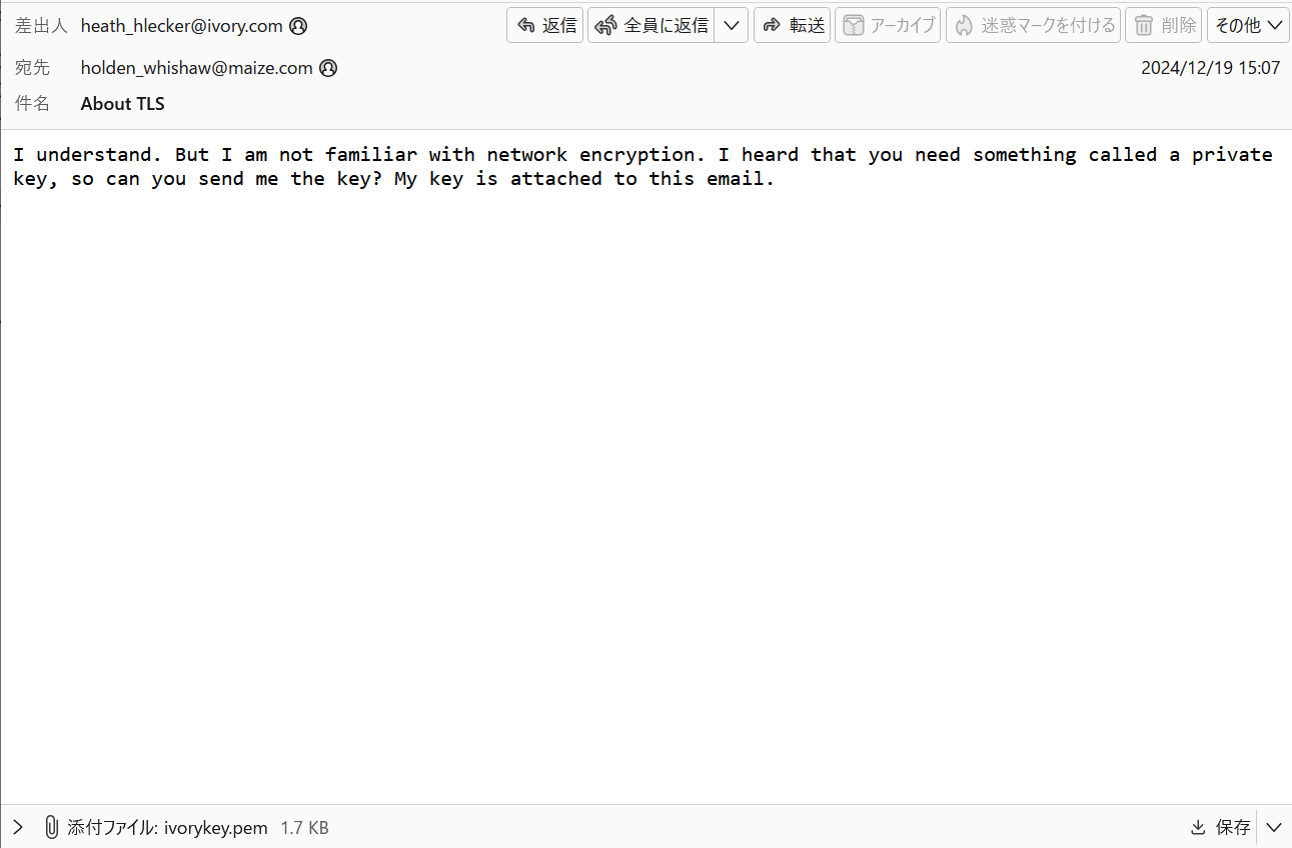 差出人 heath_hlecker@ivory.com 返信 全員に返信 転送 アーカイブ 迷惑マークを付ける 削除 その他
宛先 holden_whishaw@maize.com 2024/12/19 15:07
件名 About TLS
I understand. But I am not familiar with network encryption. I heard that you need something called a private
key, so can you send me the key? My key is attached to this email.
添付ファイル: ivorykey.pem 1.7 KB 保存